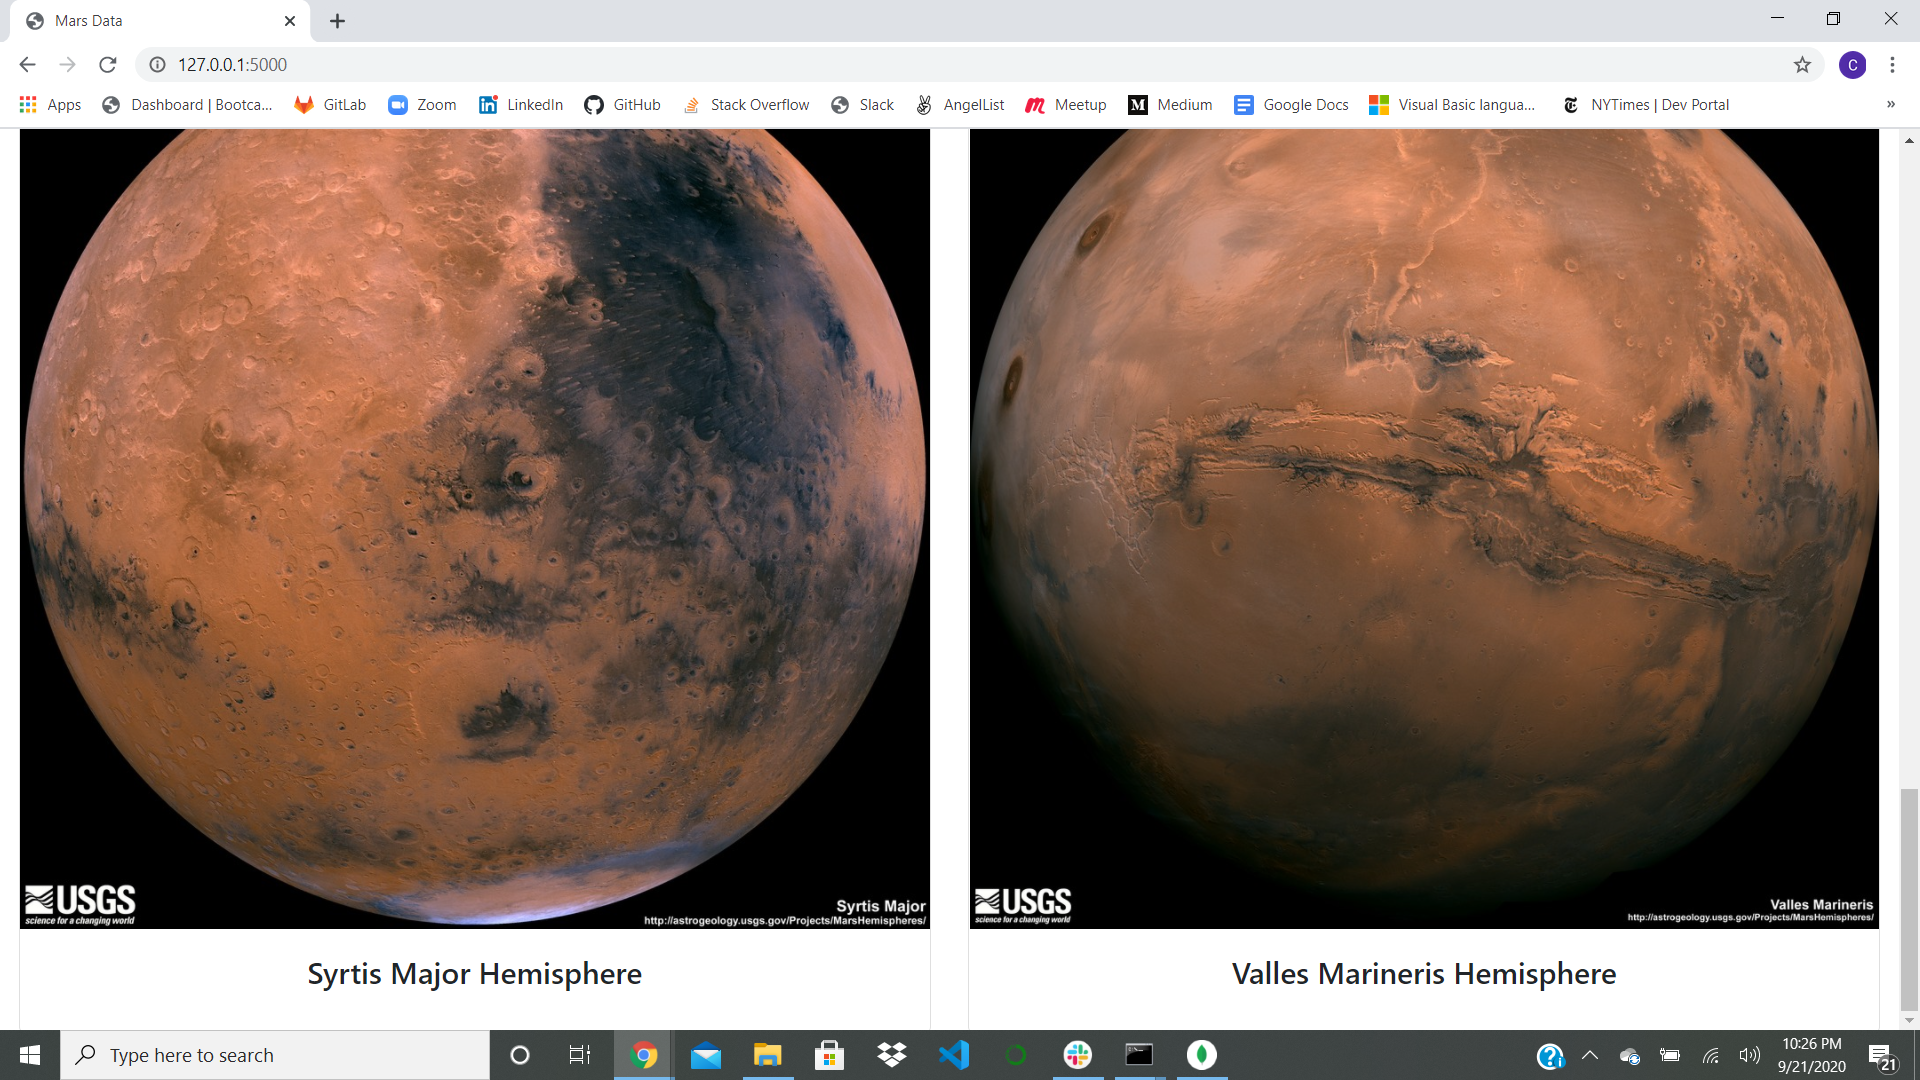 Mars Data
127.0.0.1:5000
C
Apps
Dashboard | Bootca...
GitLab
Zoom
LinkedIn
GitHub
Stack Overflow
Slack
AngelList
Meetup
Medium
Google Docs
Visual Basic langua...
NYTimes | Dev Portal
»
USGS
science for a changing world
Syrtis Major
http://astrogeology.usgs.gov/Projects/MarsHemispheres/
USGS
science for a changing world
Valles Marineris
http://astrogeology.usgs.gov/Projects/MarsHemispheres/
Syrtis Major Hemisphere
Valles Marineris Hemisphere
Type here to search
10:26 PM
9/21/2020
21